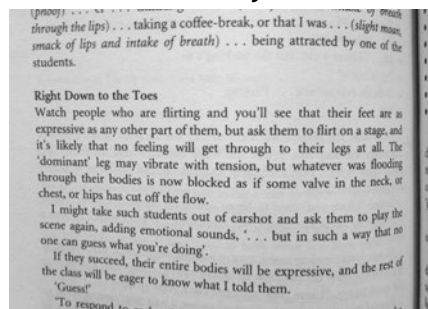 through the lips) . . . taking a coffee-break, or that I was . . . (slight moan,
smack of lips and intake of breath) . . . being attracted by one of the
students.
Right Down to the Toes
Watch people who are flirting and you'll see that their feet are as
expressive as any other part of them, but ask them to flirt on a stage, and
it's likely that no feeling will get through to their legs at all. The
'dominant' leg may vibrate with tension, but whatever was flooding
through their bodies is now blocked as if some valve in the neck, or
chest, or hips has cut off the flow.
I might take such students out of earshot and ask them to play the
scene again, adding emotional sounds, '. . . but in such a way that no
one can guess what you're doing'.
If they succeed, their entire bodies will be expressive, and the rest of
the class will be eager to know what I told them.
'Guess!'
'To respond to